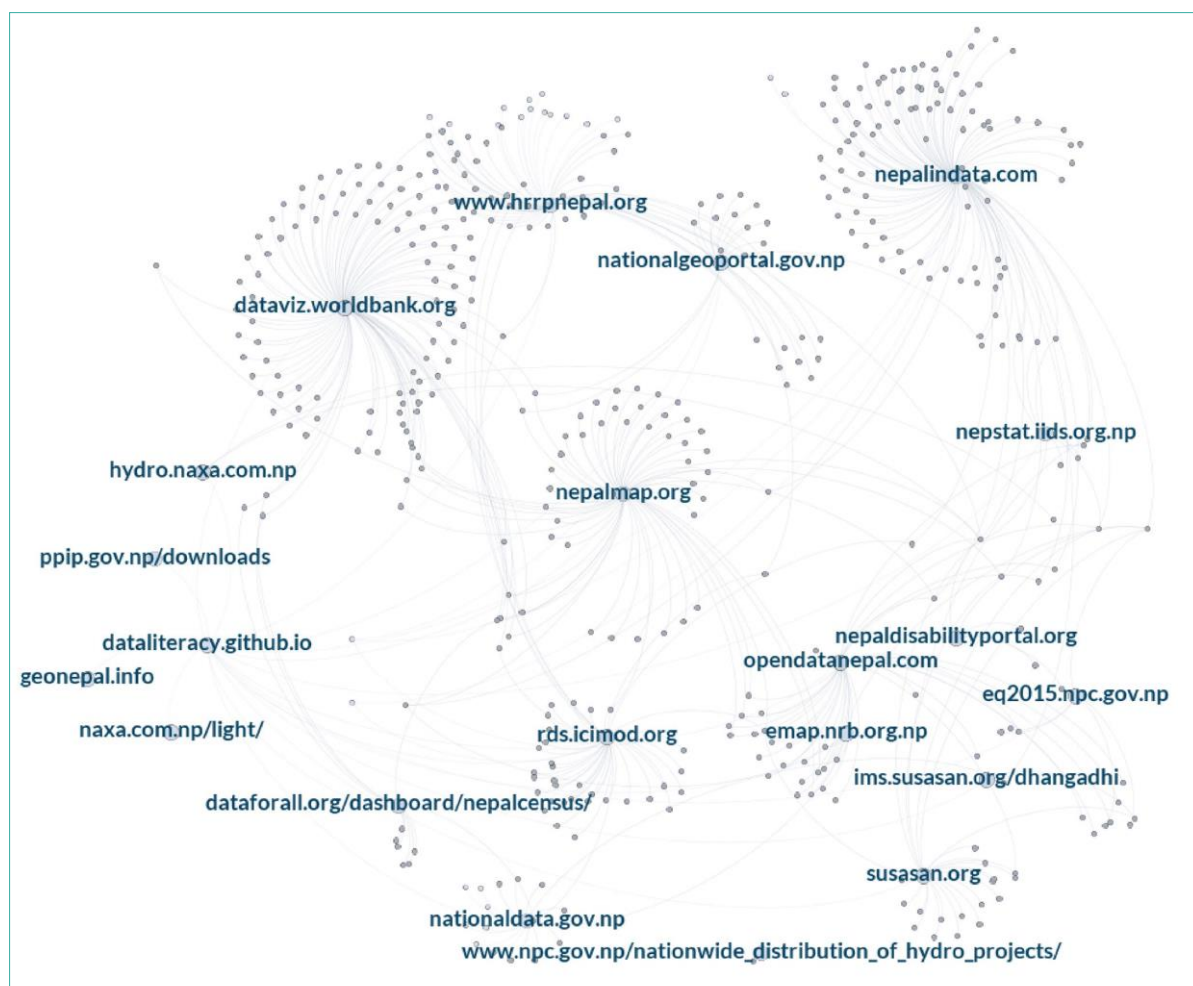 nepalindata.com
www.hrrpnepal.org
nationalgeoportal.gov.np
dataviz.worldbank.org
nepstat.iids.org.np
hydro.naxa.com.np
nepalmap.org
ppip.gov.np/downloads
nepaldisabilityportal.org
dataliteracy.github.io
opendatanepal.com
geonepal.info
eq2015.npc.gov.np
naxa.com.np/light/
emap.nrb.org.np
rds.icimod.org
ims.susasan.org/dhangadhi
dataforall.org/dashboard/nepalcensus/
susasan.org
nationaldata.gov.np
www.npc.gov.np/nationwide_distribution_of_hydro_projects/